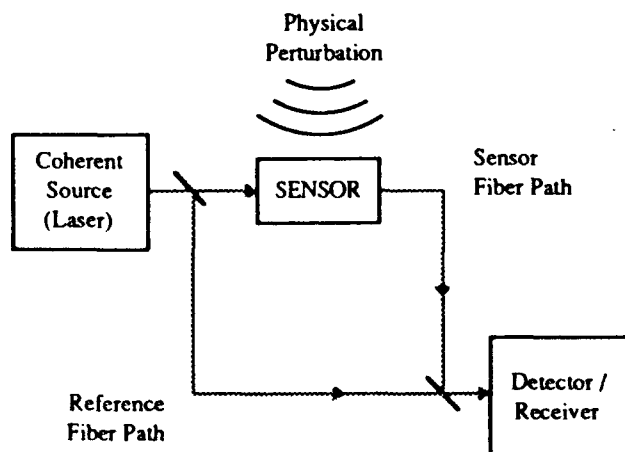 Physical
Perturbation
Coherent
Source
(Laser)
SENSOR
Sensor
Fiber Path
Reference
Fiber Path
Detector /
Receiver